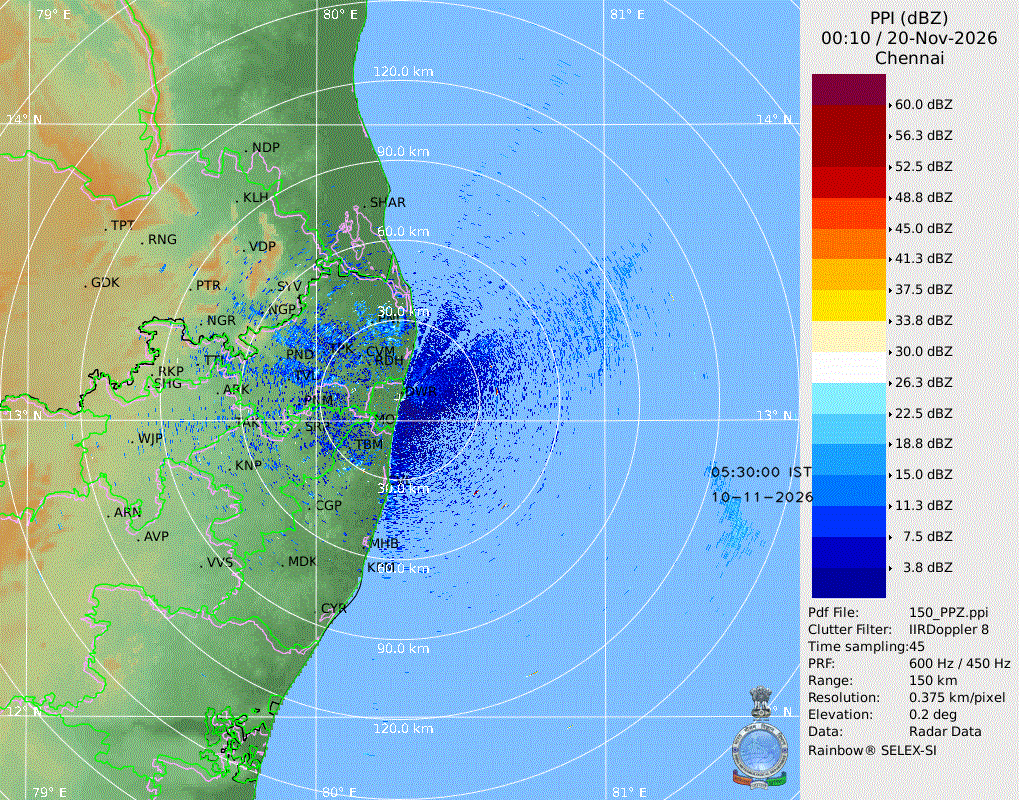 79° E
80° E
81° E
120.0 km
14° N
14° N
NDP
90.0 km
KLH
SHAR
TPT
RNG
60.0 km
VDP
GDK
PTR
SYV
NGP
30.0 km
NGR
PND
CVM
RDH
RKP
SHG
ARK
DWR
13° N
13° N
WJP
TBM
KNP
30.0 km
CGP
ARN
AVP
MHB
VVS
MDK
60.0 km
CYR
90.0 km
12° N
120.0 km
79° E
80° E
81° E
05:30:00 IST
10-11-2026
PPI (dBZ)
00:10 / 20-Nov-2026
Chennai
60.0 dBZ
56.3 dBZ
52.5 dBZ
48.8 dBZ
45.0 dBZ
41.3 dBZ
37.5 dBZ
33.8 dBZ
30.0 dBZ
26.3 dBZ
22.5 dBZ
18.8 dBZ
15.0 dBZ
11.3 dBZ
7.5 dBZ
3.8 dBZ
Pdf File: 150_PPZ.ppi
Clutter Filter: IIRDoppler 8
Time sampling:45
PRF: 600 Hz / 450 Hz
Range: 150 km
Resolution: 0.375 km/pixel
Elevation: 0.2 deg
Data: Radar Data
Rainbow® SELEX-SI